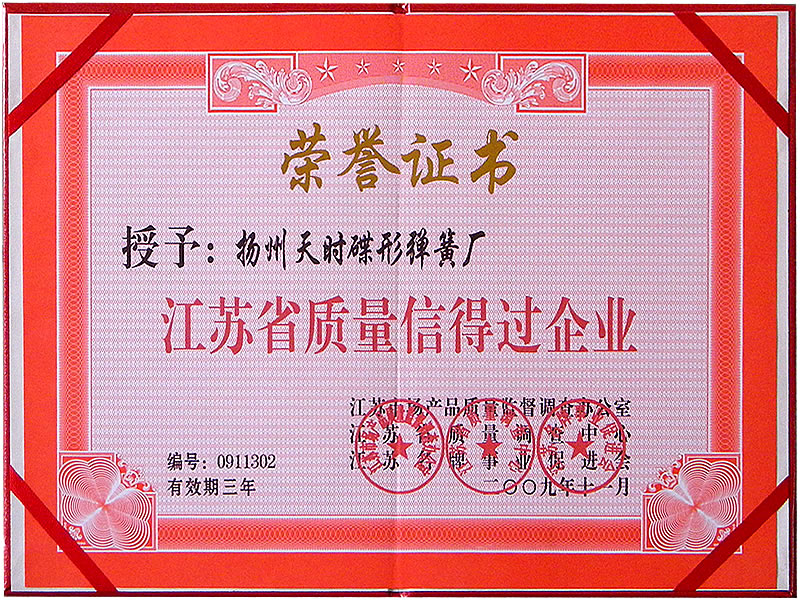 荣誉证书
授予：扬州天时碟形弹簧厂
江苏省质量信得过企业
江苏市场产品质量监督调查办公室
江苏省质量调查中心
江苏名牌事业促进会
编号：0911302
二〇〇九年十一月
有效期三年